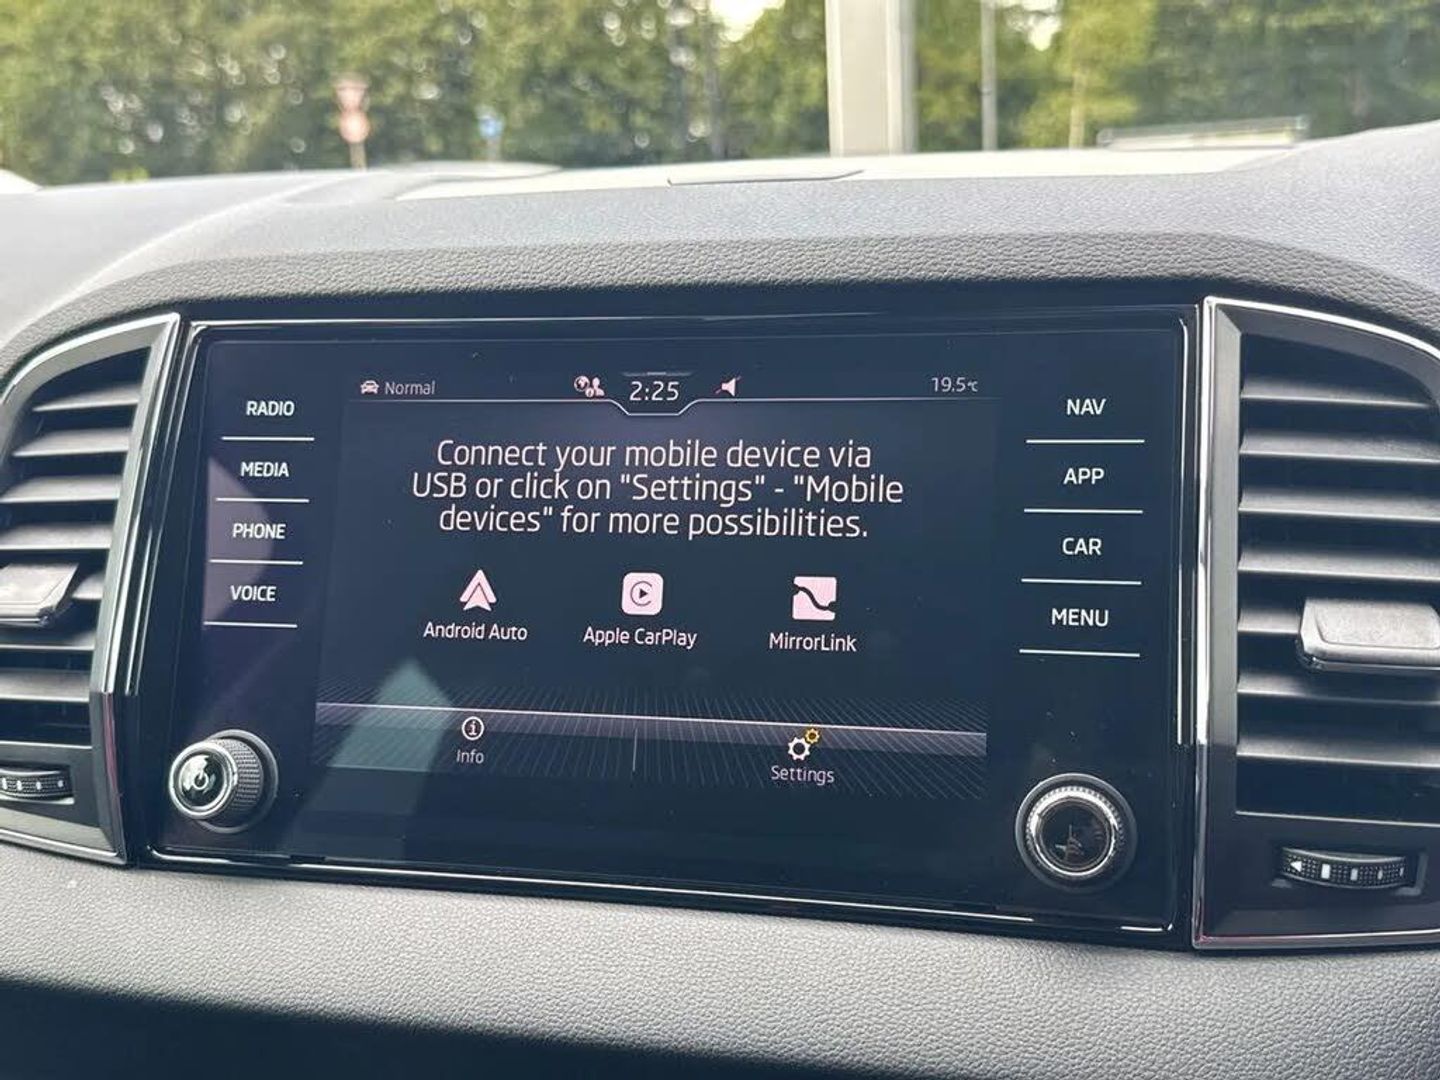 Normal
2:25
19.5°C
RADIO
MEDIA
PHONE
VOICE
Connect your mobile device via
USB or click on "Settings" - "Mobile
devices" for more possibilities.
Android Auto
Apple CarPlay
MirrorLink
Info
Settings
NAV
APP
CAR
MENU